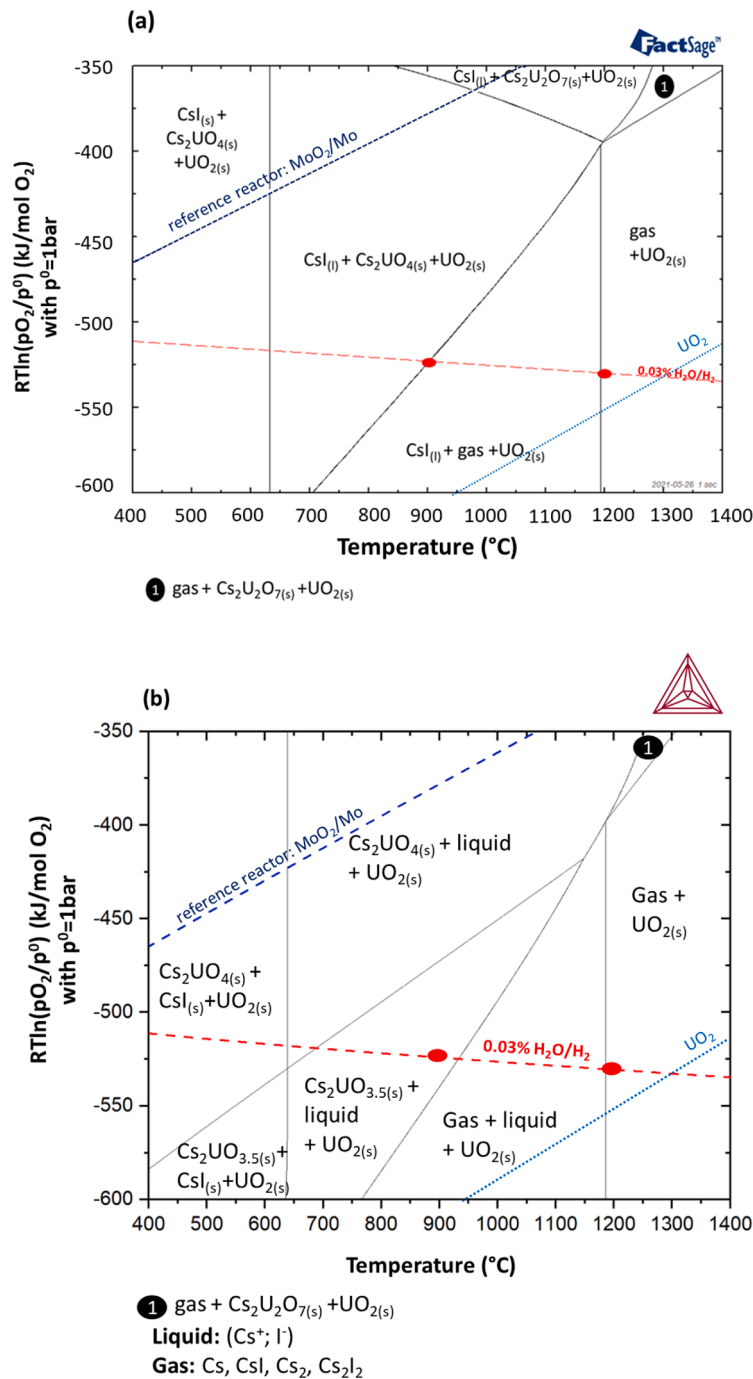 (a)
FactSage™
RTln(pO₂/p⁰) (kJ/mol O₂)
with p⁰=1bar
-350
-400
-450
-500
-550
-600
CsI₍ₛ₎ +
Cs₂UO₄₍ₛ₎
+UO₂₍ₛ₎
reference reactor: MoO₂/Mo
CsI₍ₗ₎ + Cs₂U₂O₇₍ₛ₎+UO₂₍ₛ₎
1
gas
+UO₂₍ₛ₎
CsI₍ₗ₎ + Cs₂UO₄₍ₛ₎ +UO₂₍ₛ₎
UO₂
0.03% H₂O/H₂
CsI₍ₗ₎ + gas +UO₂₍ₛ₎
2021-05-26 1 sec
400 500 600 700 800 900 1000 1100 1200 1300 1400
Temperature (°C)
1 gas + Cs₂U₂O₇₍ₛ₎ +UO₂₍ₛ₎
(b)
RTln(pO₂/p⁰) (kJ/mol O₂)
with p⁰=1bar
-350
-400
-450
-500
-550
-600
1
reference reactor: MoO₂/Mo
Cs₂UO₄₍ₛ₎ + liquid
+ UO₂₍ₛ₎
Gas +
UO₂₍ₛ₎
Cs₂UO₄₍ₛ₎ +
CsI₍ₛ₎+UO₂₍ₛ₎
0.03% H₂O/H₂
UO₂
Cs₂UO₃.₅₍ₛ₎ +
liquid
+ UO₂₍ₛ₎
Gas + liquid
+ UO₂₍ₛ₎
Cs₂UO₃.₅₍ₛ₎ +
CsI₍ₛ₎+UO₂₍ₛ₎
400 500 600 700 800 900 1000 1100 1200 1300 1400
Temperature (°C)
1 gas + Cs₂U₂O₇₍ₛ₎ +UO₂₍ₛ₎
Liquid: (Cs⁺; I⁻)
Gas: Cs, CsI, Cs₂, Cs₂I₂